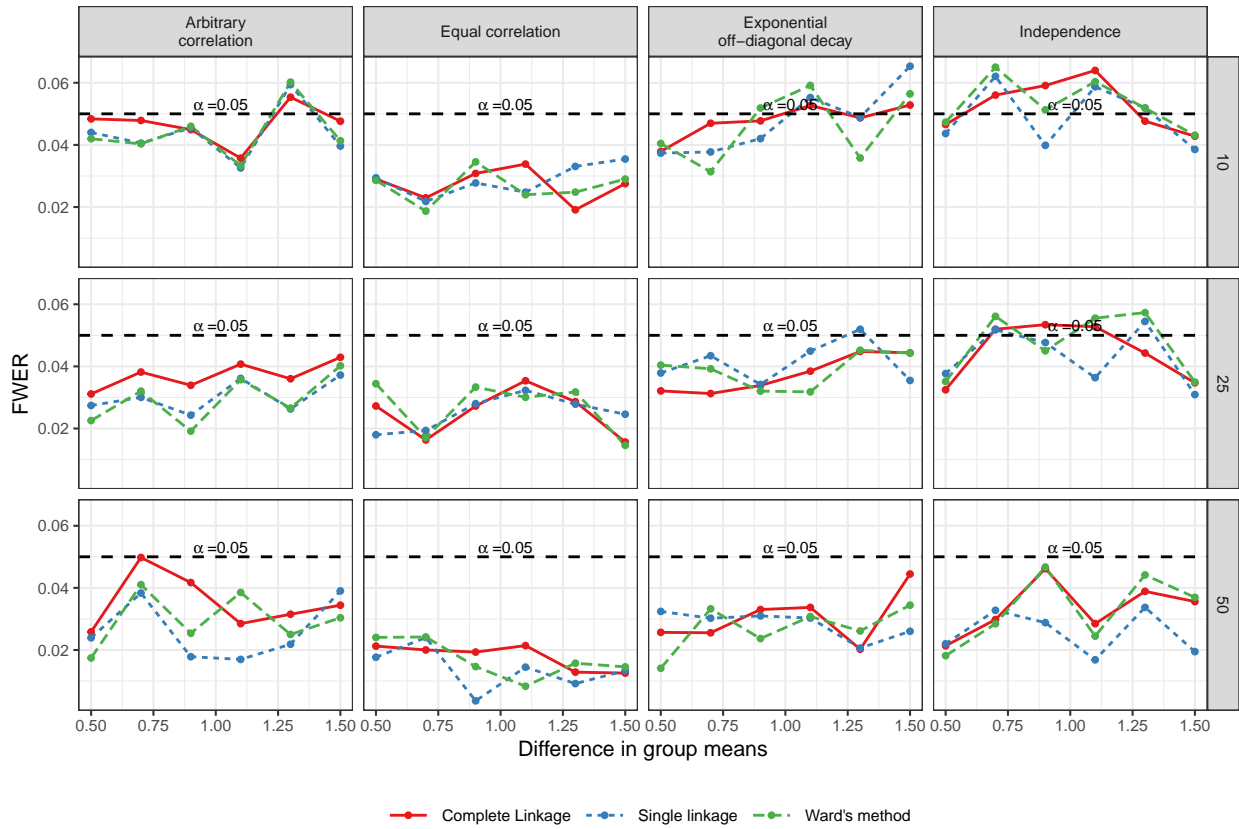 Arbitrary
correlation
Equal correlation
Exponential
off−diagonal decay
Independence
FWER
0.06
0.04
0.02
α =0.05
α =0.05
α =0.05
α =0.05
10
0.06
0.04
0.02
α =0.05
α =0.05
α =0.05
α =0.05
25
0.06
0.04
0.02
α =0.05
α =0.05
α =0.05
α =0.05
50
0.50 0.75 1.00 1.25 1.50
0.50 0.75 1.00 1.25 1.50
0.50 0.75 1.00 1.25 1.50
0.50 0.75 1.00 1.25 1.50
Difference in group means
Complete Linkage Single linkage Ward's method